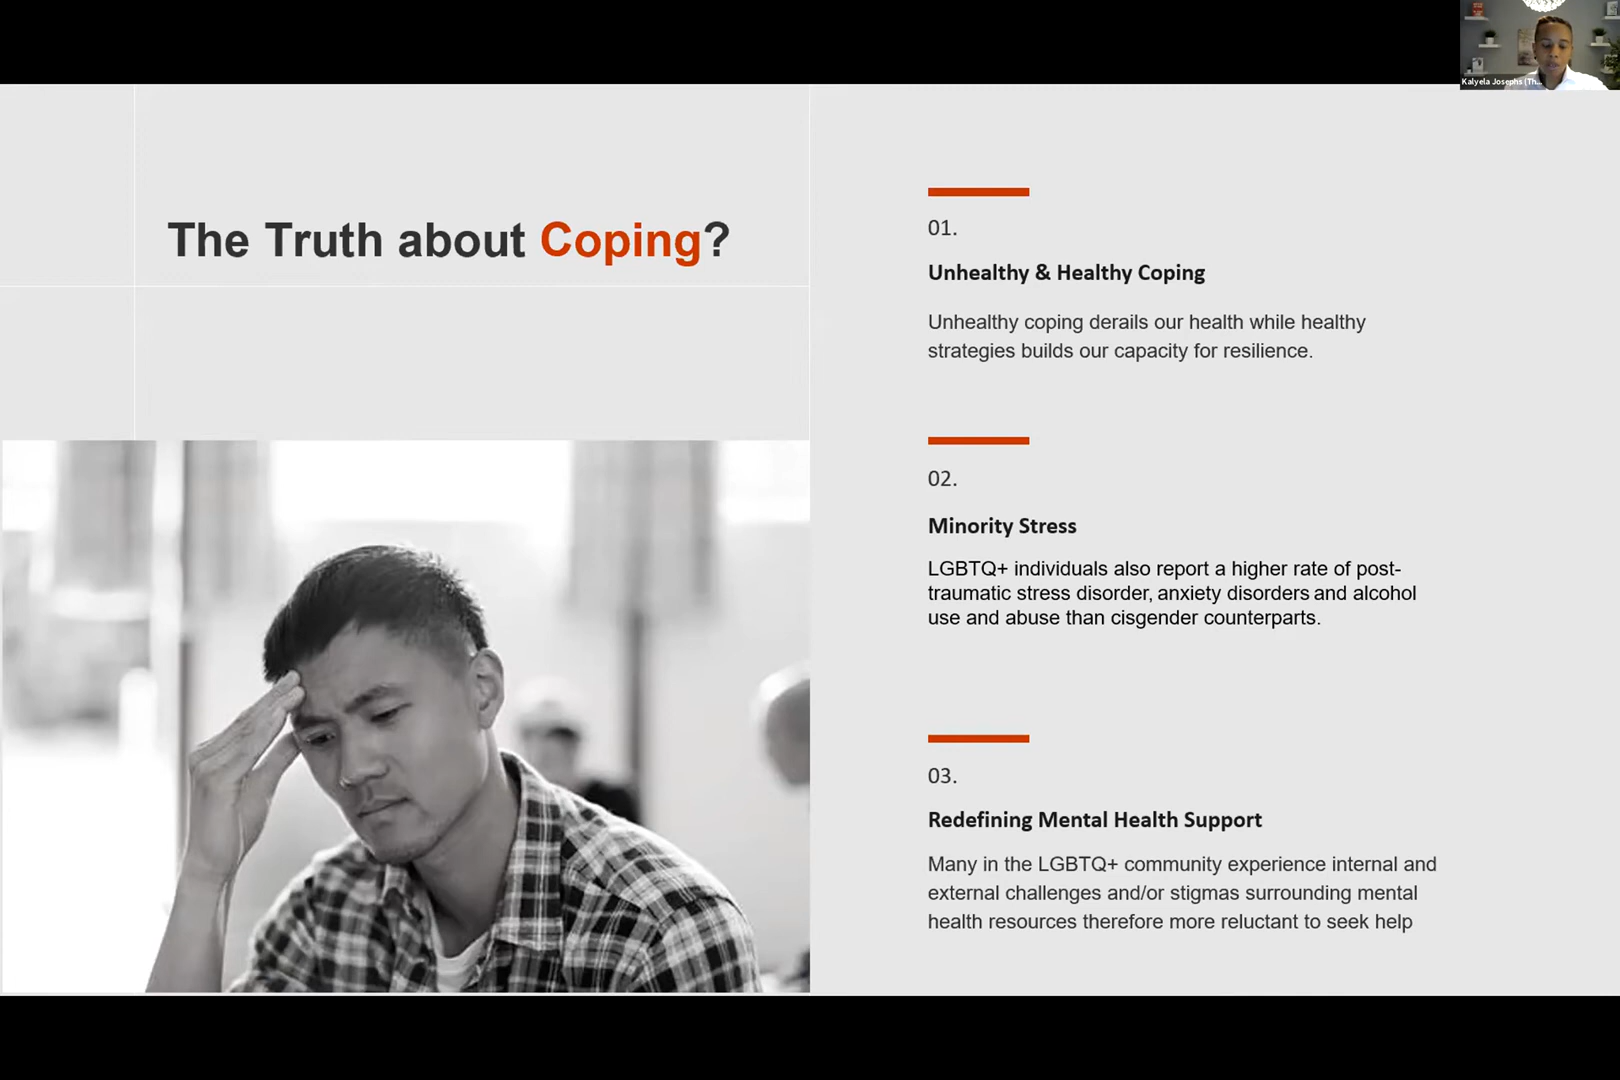 Kalyela Josephs (Th...
The Truth about Coping?
01.
Unhealthy & Healthy Coping
Unhealthy coping derails our health while healthy
strategies builds our capacity for resilience.
02.
Minority Stress
LGBTQ+ individuals also report a higher rate of post-
traumatic stress disorder, anxiety disorders and alcohol
use and abuse than cisgender counterparts.
03.
Redefining Mental Health Support
Many in the LGBTQ+ community experience internal and
external challenges and/or stigmas surrounding mental
health resources therefore more reluctant to seek help